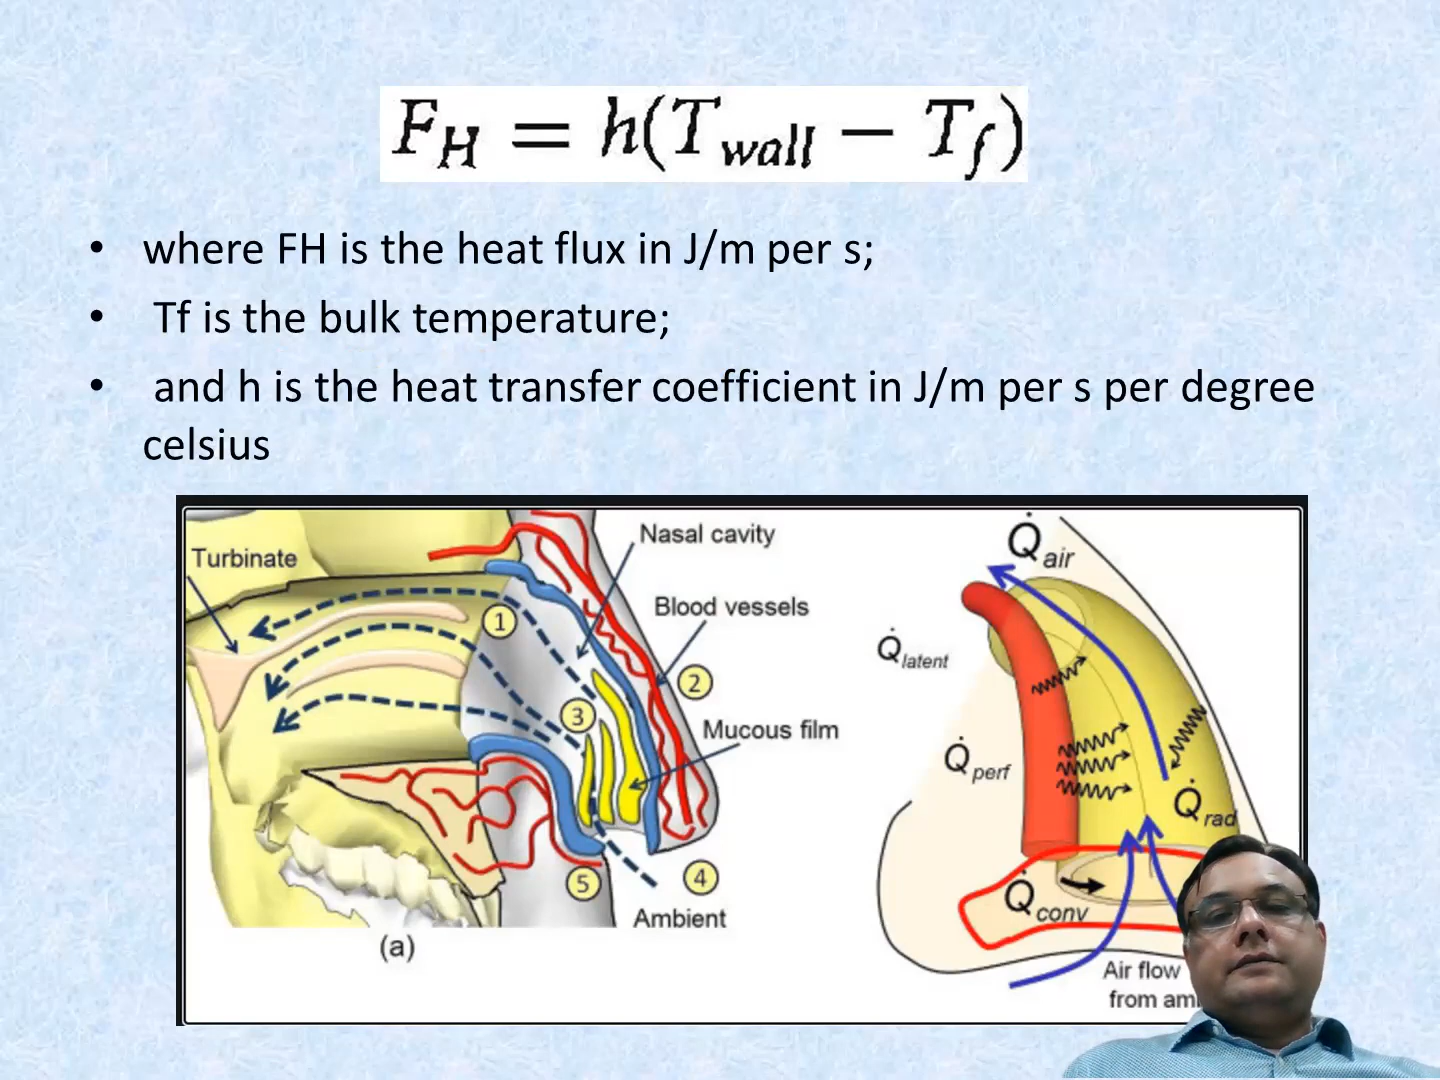 F_H = h(T_wall − T_f)
• where FH is the heat flux in J/m per s;
• Tf is the bulk temperature;
• and h is the heat transfer coefficient in J/m per s per degree
celsius
Turbinate
Nasal cavity
Blood vessels
Mucous film
Ambient
1
2
3
4
5
(a)
Q̇air
Q̇latent
Q̇perf
Q̇rad
Q̇conv
Air flow
from